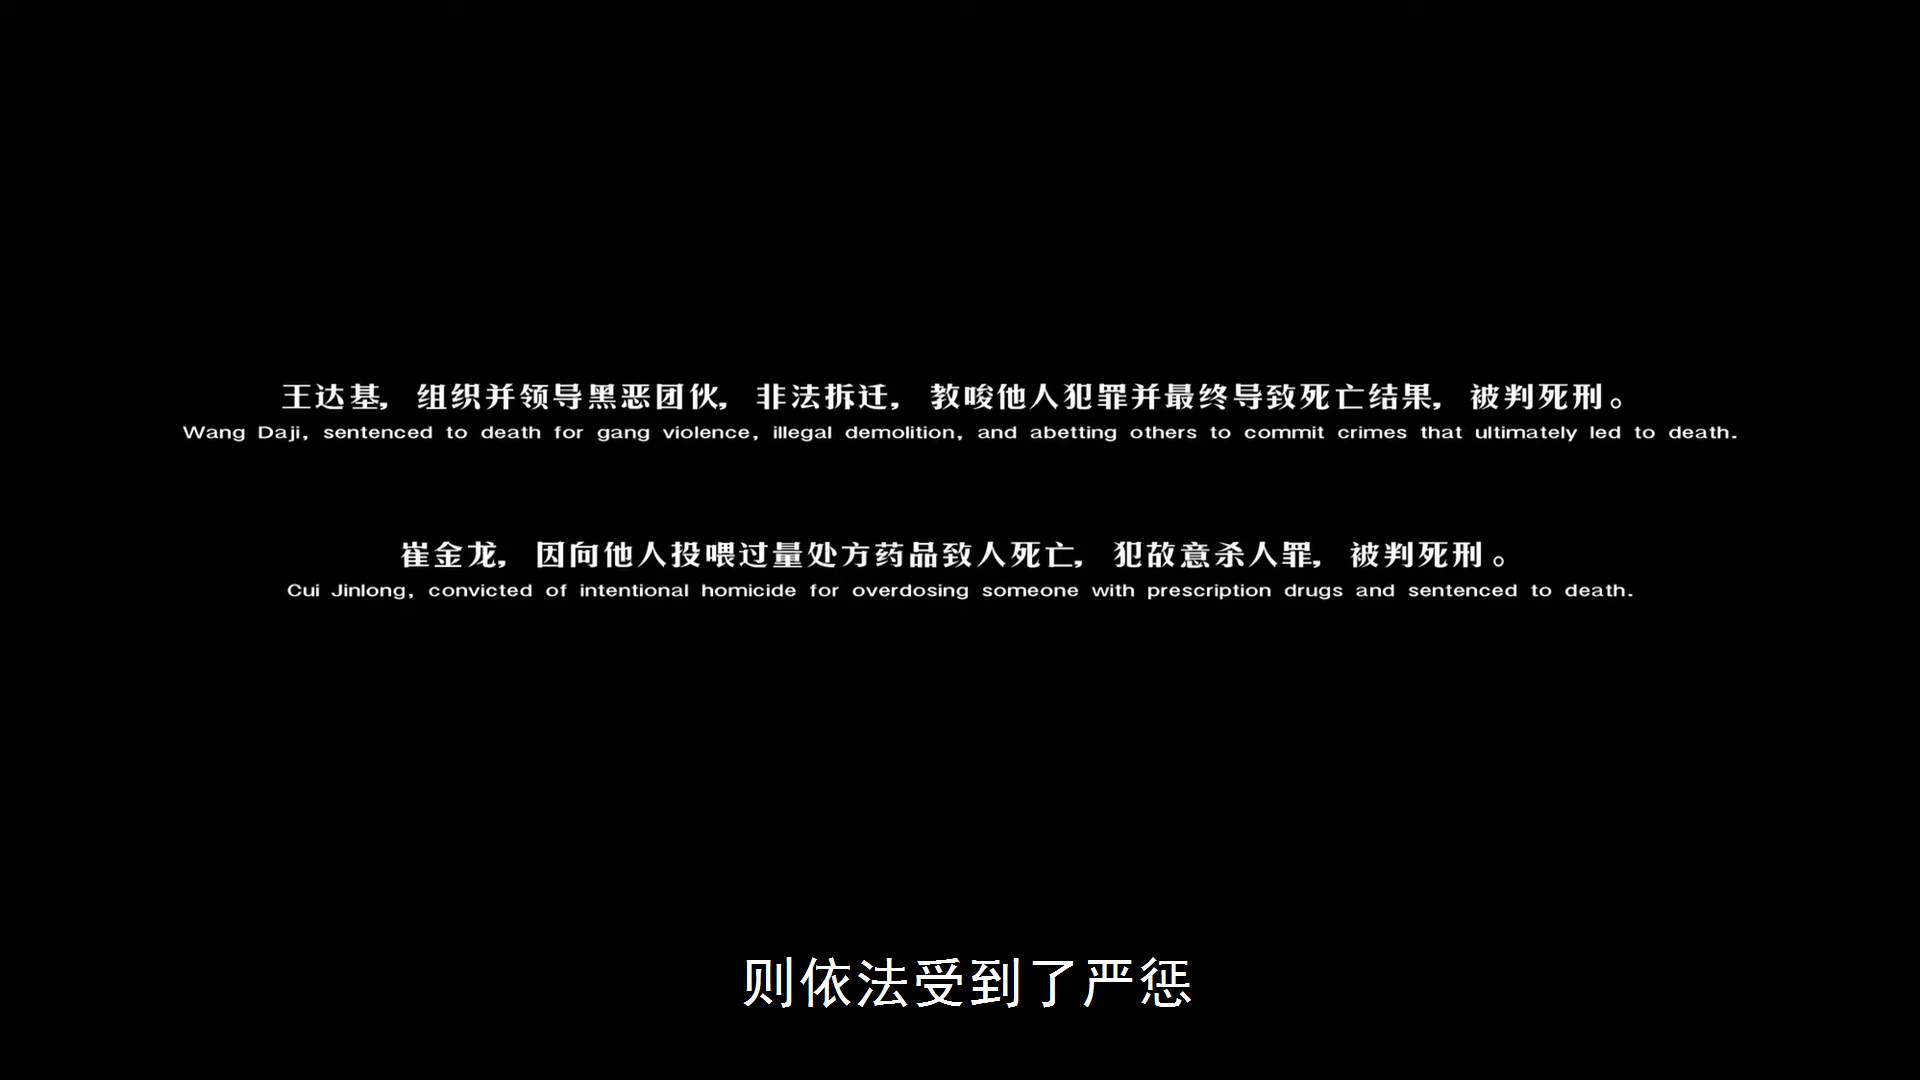 王达基，组织并领导黑恶团伙，非法拆迁，教唆他人犯罪并最终导致死亡结果，被判死刑。
Wang Daji, sentenced to death for gang violence, illegal demolition, and abetting others to commit crimes that ultimately led to death.
崔金龙，因向他人投喂过量处方药品致人死亡，犯故意杀人罪，被判死刑。
Cui Jinlong, convicted of intentional homicide for overdosing someone with prescription drugs and sentenced to death.
则依法受到了严惩